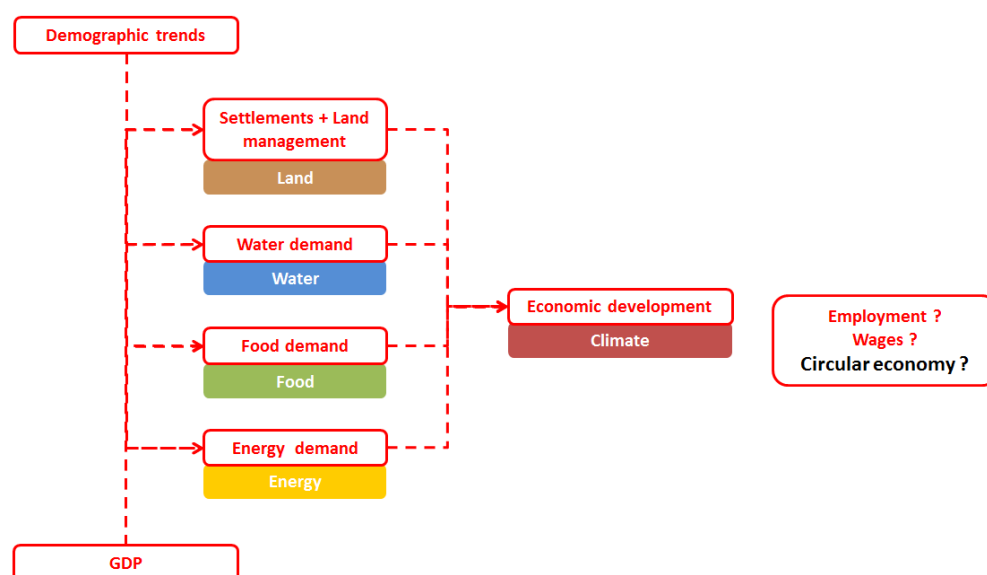 Demographic trends
Settlements + Land
management
Land
Water demand
Water
Food demand
Food
Energy demand
Energy
GDP
Economic development
Climate
Employment ?
Wages ?
Circular economy ?